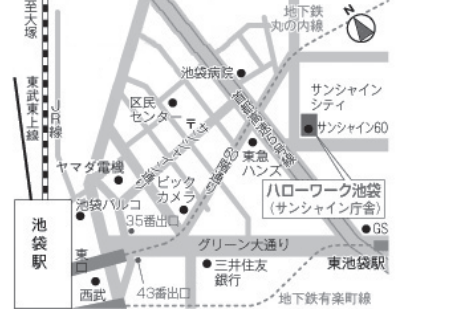 至大塚
地下鉄
丸の内線
N
池袋病院
東武東上線
JR線
区民
センター
〒
サンシャイン
シティ
サンシャイン60
首都高速5号線
サンシャイン通り
60階通り
東急
ハンズ
ヤマダ電機
ビック
カメラ
ハローワーク池袋
(サンシャイン庁舎)
池袋パルコ
35番出口
GS
池袋駅
東口
グリーン大通り
東池袋駅
三井住友
銀行
西武
43番出口
地下鉄有楽町線